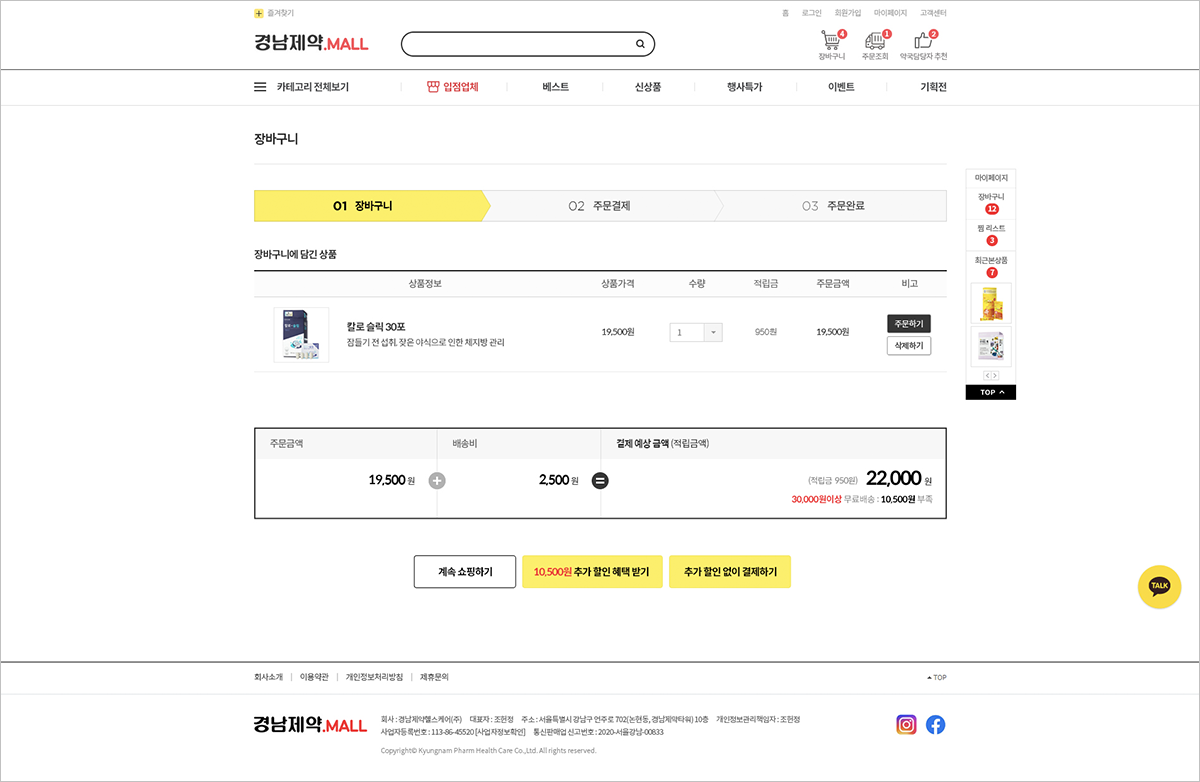 즐겨찾기
홈 로그인 회원가입 마이페이지 고객센터
경남제약.MALL
4 1 2
장바구니 주문조회 약국담당자 추천
카테고리 전체보기 입점업체 베스트 신상품 행사특가 이벤트 기획전
장바구니
01 장바구니 02 주문결제 03 주문완료
장바구니에 담긴 상품
상품정보 상품가격 수량 적립금 주문금액 비고
칼로 슬릭 30포
잠들기 전 섭취, 잦은 야식으로 인한 체지방 관리
19,500원 1 950원 19,500원
주문하기
삭제하기
주문금액 배송비 결제 예상 금액 (적립금액)
19,500 원 + 2,500 원 = (적립금 950원) 22,000 원
30,000원이상 무료배송 : 10,500원 부족
계속 쇼핑하기 10,500원 추가 할인 혜택 받기 추가 할인 없이 결제하기
마이페이지
장바구니
12
찜 리스트
3
최근본상품
7
TOP
TALK
회사소개 | 이용약관 | 개인정보처리방침 | 제휴문의
TOP
경남제약.MALL
회사 : 경남제약헬스케어(주) 대표자 : 조헌정 주소 : 서울특별시 강남구 언주로 702(논현동, 경남제약타워) 10층 개인정보관리책임자 : 조헌정
사업자등록번호 : 113-86-45520 [사업자정보확인] 통신판매업 신고번호 : 2020-서울강남-00833
Copyright© Kyungnam Pharm Health Care Co.,Ltd. All rights reserved.